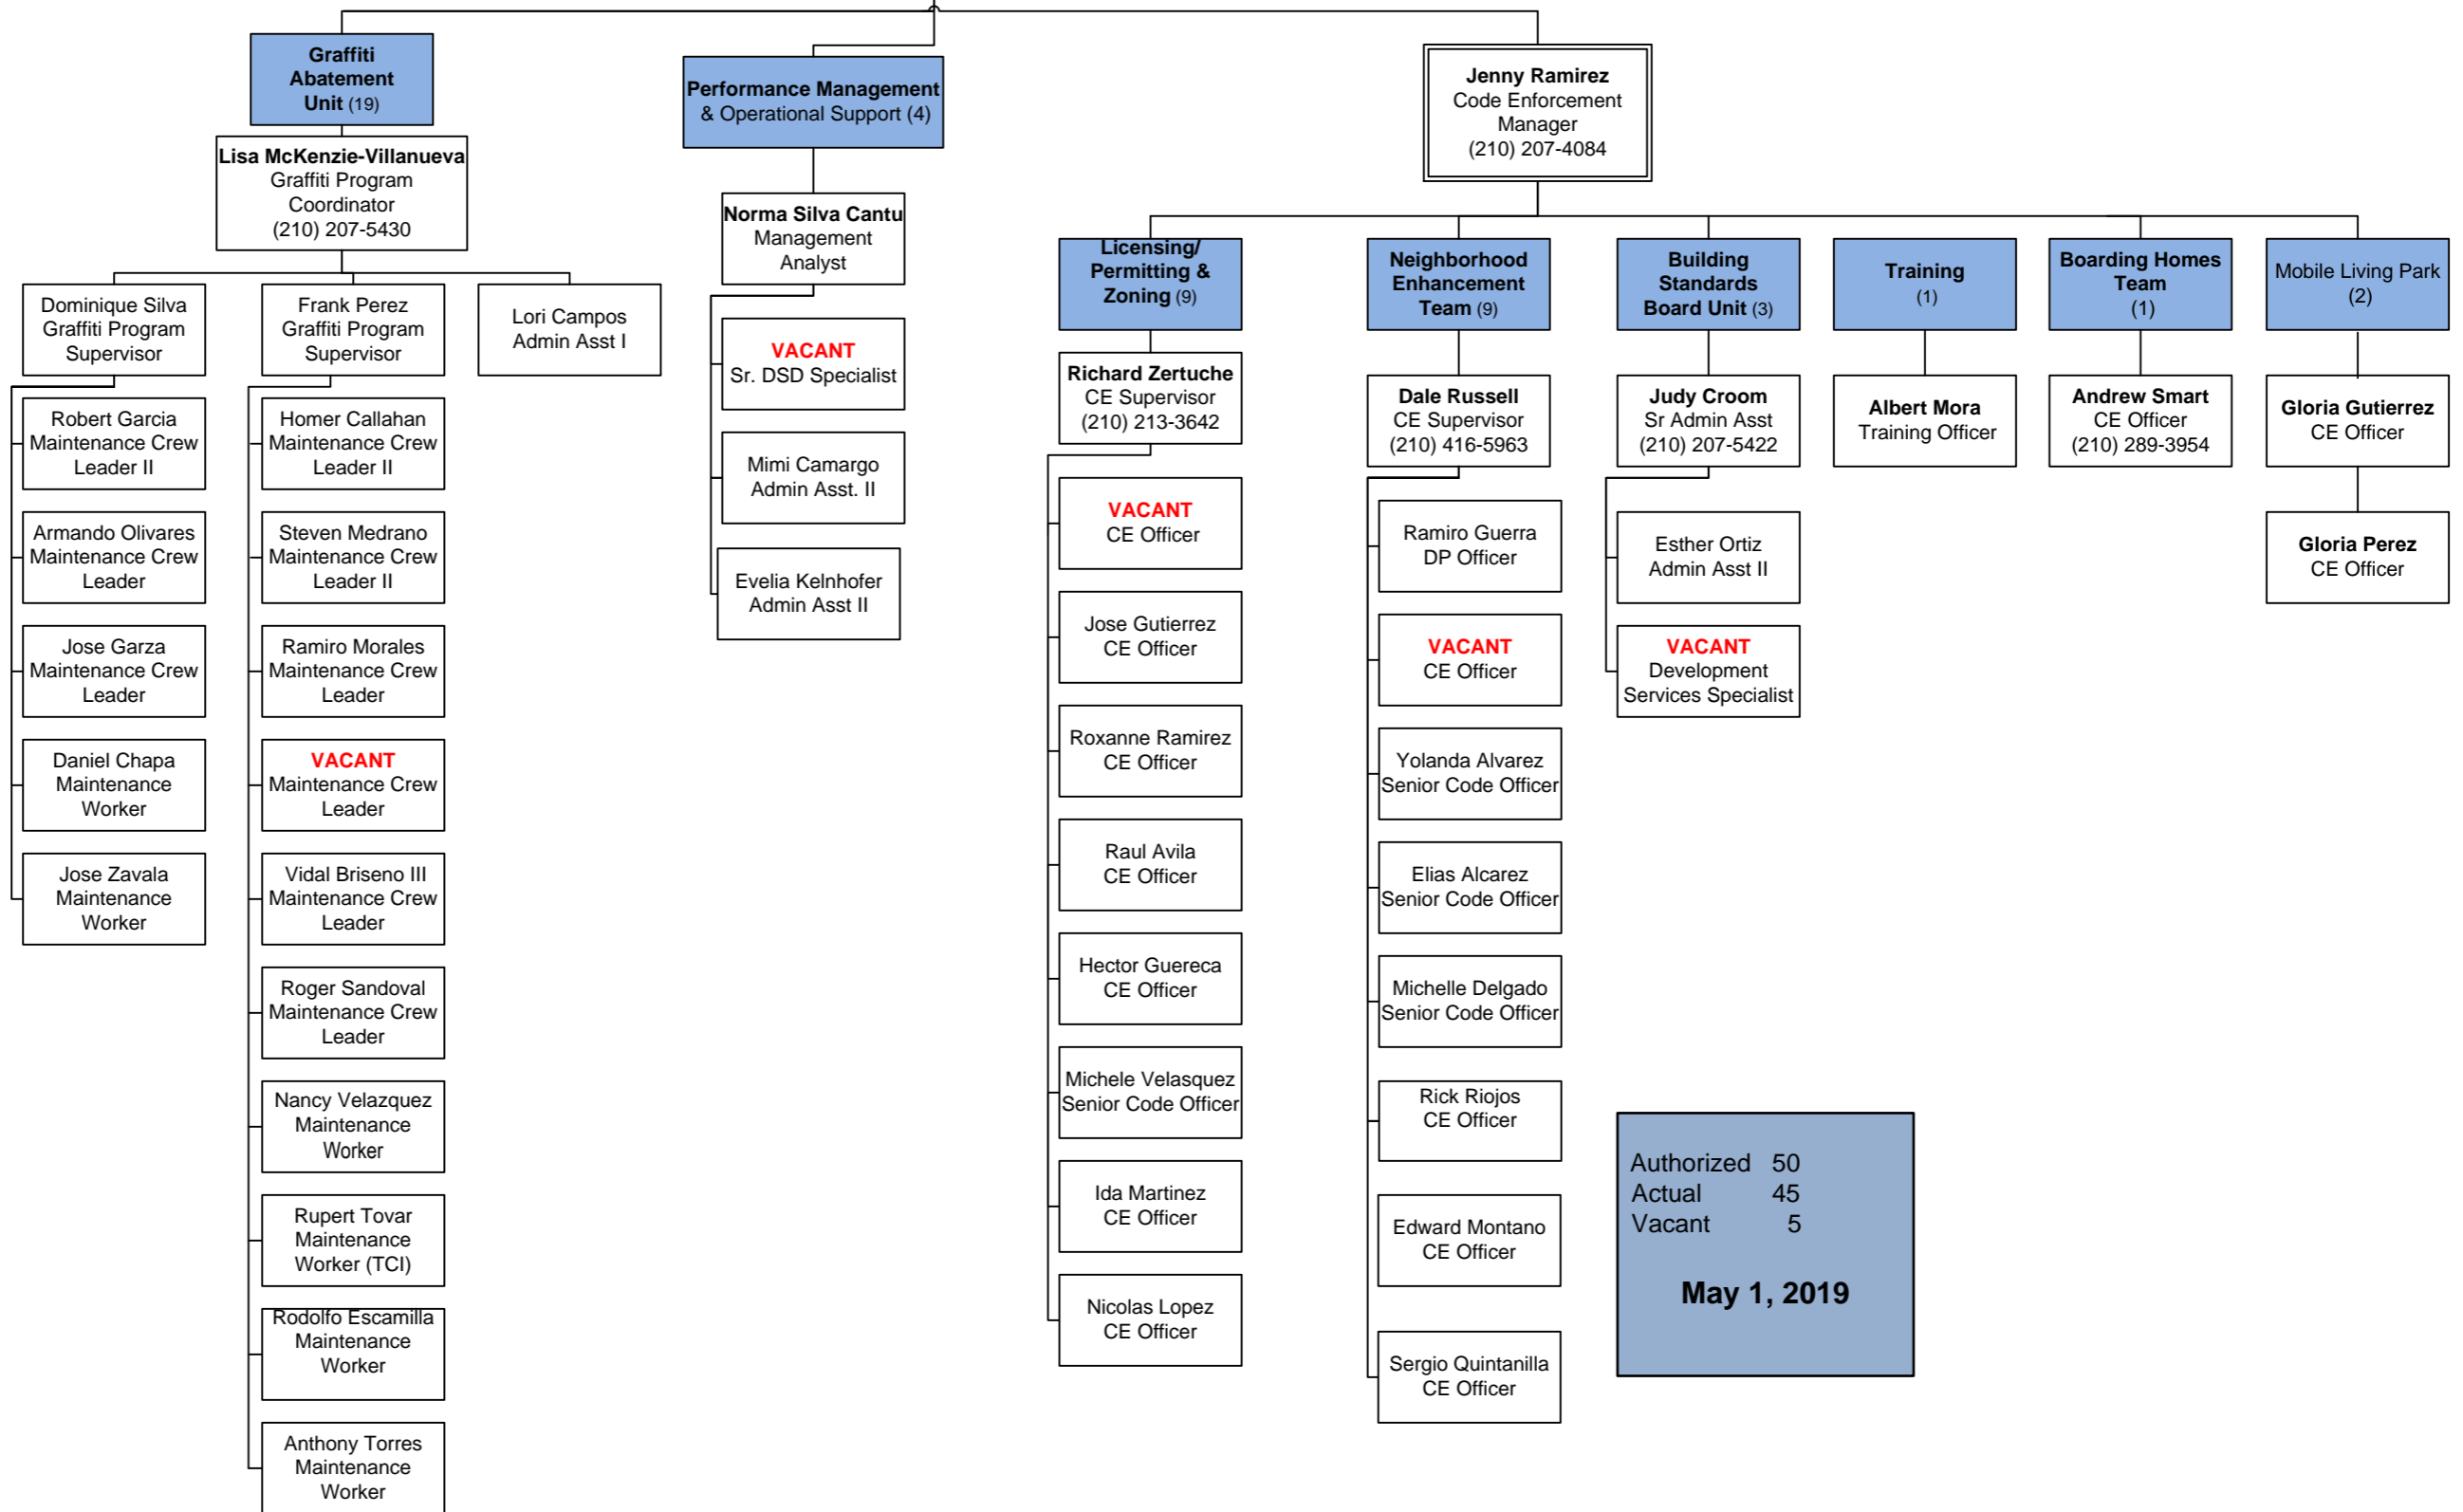 Graffiti
Abatement
Unit (19)
Lisa McKenzie-Villanueva
Graffiti Program
Coordinator
(210) 207-5430
Dominique Silva
Graffiti Program
Supervisor
Robert Garcia
Maintenance Crew
Leader II
Armando Olivares
Maintenance Crew
Leader
Jose Garza
Maintenance Crew
Leader
Daniel Chapa
Maintenance
Worker
Jose Zavala
Maintenance
Worker
Frank Perez
Graffiti Program
Supervisor
Homer Callahan
Maintenance Crew
Leader II
Steven Medrano
Maintenance Crew
Leader II
Ramiro Morales
Maintenance Crew
Leader
VACANT
Maintenance Crew
Leader
Vidal Briseno III
Maintenance Crew
Leader
Roger Sandoval
Maintenance Crew
Leader
Nancy Velazquez
Maintenance
Worker
Rupert Tovar
Maintenance
Worker (TCI)
Rodolfo Escamilla
Maintenance
Worker
Anthony Torres
Maintenance
Worker
Lori Campos
Admin Asst I
Performance Management
& Operational Support (4)
Norma Silva Cantu
Management
Analyst
VACANT
Sr. DSD Specialist
Mimi Camargo
Admin Asst. II
Evelia Kelnhofer
Admin Asst II
Jenny Ramirez
Code Enforcement
Manager
(210) 207-4084
Licensing/
Permitting &
Zoning (9)
Richard Zertuche
CE Supervisor
(210) 213-3642
VACANT
CE Officer
Jose Gutierrez
CE Officer
Roxanne Ramirez
CE Officer
Raul Avila
CE Officer
Hector Guereca
CE Officer
Michele Velasquez
Senior Code Officer
Ida Martinez
CE Officer
Nicolas Lopez
CE Officer
Neighborhood
Enhancement
Team (9)
Dale Russell
CE Supervisor
(210) 416-5963
Ramiro Guerra
DP Officer
VACANT
CE Officer
Yolanda Alvarez
Senior Code Officer
Elias Alcarez
Senior Code Officer
Michelle Delgado
Senior Code Officer
Rick Riojos
CE Officer
Edward Montano
CE Officer
Sergio Quintanilla
CE Officer
Building
Standards
Board Unit (3)
Judy Croom
Sr Admin Asst
(210) 207-5422
Esther Ortiz
Admin Asst II
VACANT
Development
Services Specialist
Training
(1)
Albert Mora
Training Officer
Boarding Homes
Team
(1)
Andrew Smart
CE Officer
(210) 289-3954
Mobile Living Park
(2)
Gloria Gutierrez
CE Officer
Gloria Perez
CE Officer
Authorized 50
Actual 45
Vacant 5
May 1, 2019